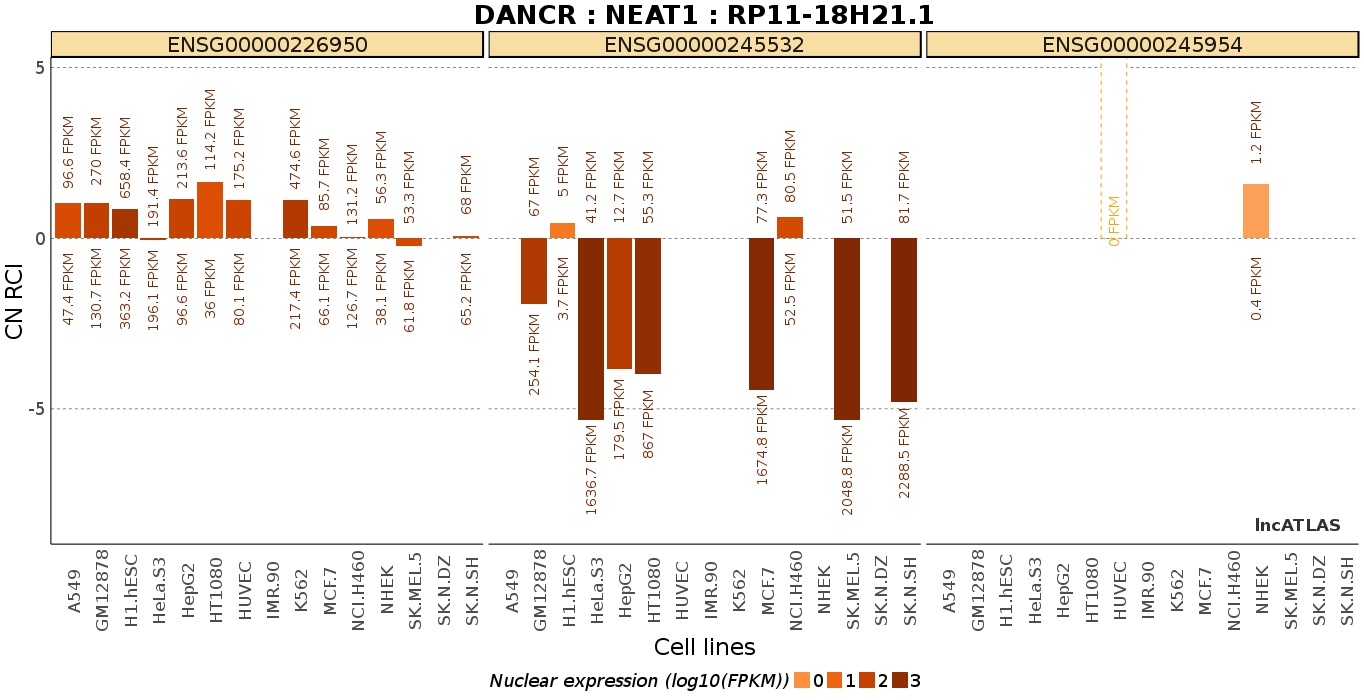 DANCR : NEAT1 : RP11-18H21.1
ENSG00000226950 ENSG00000245532 ENSG00000245954
CN RCI
5
0
-5
96.6 FPKM 270 FPKM 658.4 FPKM 191.4 FPKM 213.6 FPKM 114.2 FPKM 175.2 FPKM 474.6 FPKM 85.7 FPKM 131.2 FPKM 56.3 FPKM 53.3 FPKM 68 FPKM
47.4 FPKM 130.7 FPKM 363.2 FPKM 196.1 FPKM 96.6 FPKM 36 FPKM 80.1 FPKM 217.4 FPKM 66.1 FPKM 126.7 FPKM 38.1 FPKM 61.8 FPKM 65.2 FPKM
67 FPKM 5 FPKM 41.2 FPKM 12.7 FPKM 55.3 FPKM 77.3 FPKM 80.5 FPKM 51.5 FPKM 81.7 FPKM
254.1 FPKM 3.7 FPKM 1636.7 FPKM 179.5 FPKM 867 FPKM 1674.8 FPKM 52.5 FPKM 2048.8 FPKM 2288.5 FPKM
0 FPKM 1.2 FPKM
0.4 FPKM
lncATLAS
A549 GM12878 H1.hESC HeLa.S3 HepG2 HT1080 HUVEC IMR.90 K562 MCF.7 NCI.H460 NHEK SK.MEL.5 SK.N.DZ SK.N.SH
A549 GM12878 H1.hESC HeLa.S3 HepG2 HT1080 HUVEC IMR.90 K562 MCF.7 NCI.H460 NHEK SK.MEL.5 SK.N.DZ SK.N.SH
A549 GM12878 H1.hESC HeLa.S3 HepG2 HT1080 HUVEC IMR.90 K562 MCF.7 NCI.H460 NHEK SK.MEL.5 SK.N.DZ SK.N.SH
Cell lines
Nuclear expression (log10(FPKM)) 0 1 2 3